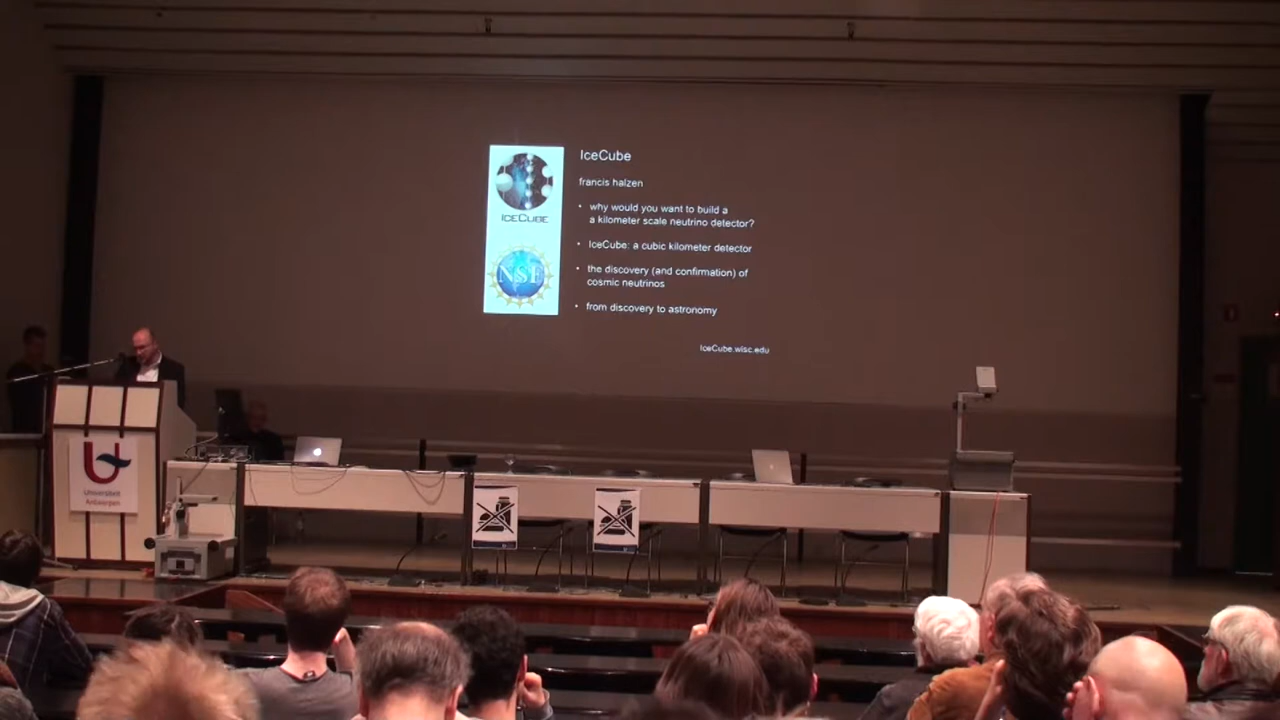 IceCube
francis halzen
• why would you want to build a
a kilometer scale neutrino detector?
• IceCube: a cubic kilometer detector
• the discovery (and confirmation) of
cosmic neutrinos
• from discovery to astronomy
IceCube.wisc.edu
ICECUBE
NSF
Universiteit
Antwerpen